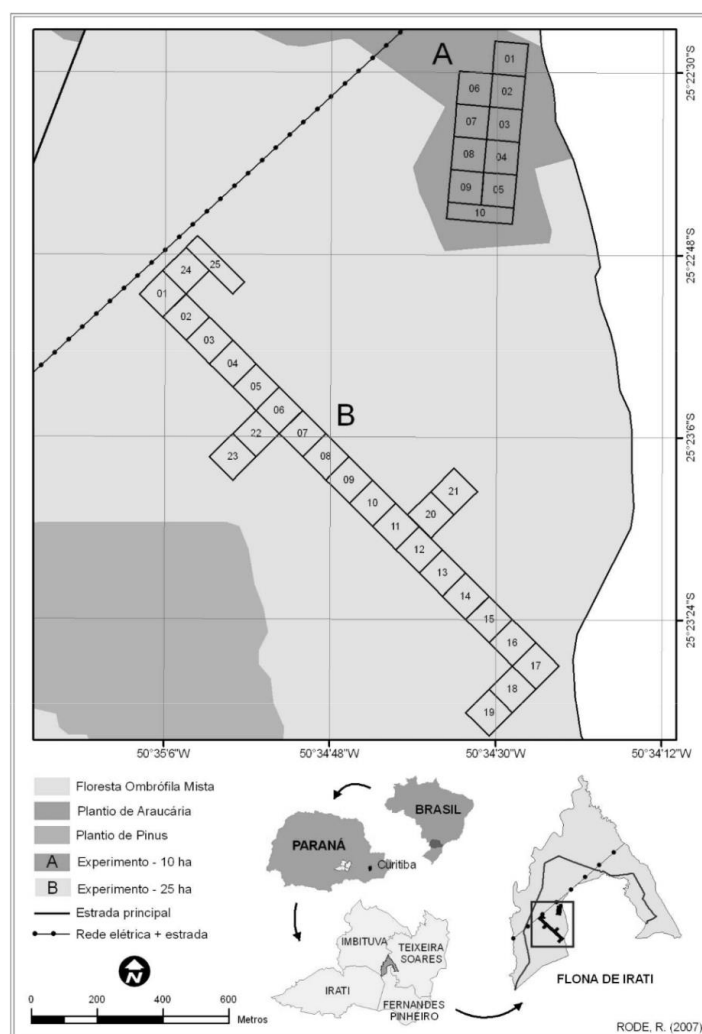 A
01
25°22'30"S
06
02
07
03
08
04
09
05
10
25°22'48"S
24
25
01
02
03
04
05
06
B
25°23'6"S
22
07
23
08
09
21
10
20
11
12
13
14
25°23'24"S
15
16
17
18
19
50°35'6"W
50°34'48"W
50°34'30"W
50°34'12"W
Floresta Ombrófila Mista
Plantio de Araucária
Plantio de Pinus
A Experimento - 10 ha
B Experimento - 25 ha
Estrada principal
Rede elétrica + estrada
N
0 200 400 600
Metros
BRASIL
PARANÁ
Curitiba
IMBITUVA
TEIXEIRA
SOARES
IRATI
FERNANDES
PINHEIRO
FLONA DE IRATI
RODE, R. (2007)